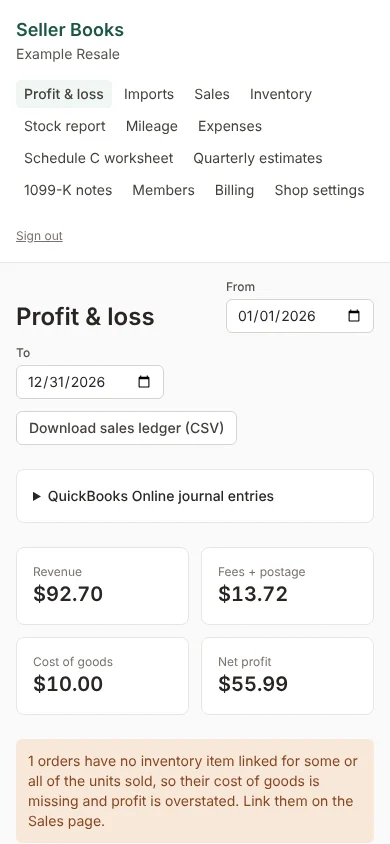 Seller Books
Example Resale
Profit & loss Imports Sales Inventory
Stock report Mileage Expenses
Schedule C worksheet Quarterly estimates
1099-K notes Members Billing Shop settings
Sign out
From
Profit & loss 01/01/2026
To
12/31/2026
Download sales ledger (CSV)
QuickBooks Online journal entries
Revenue Fees + postage
$92.70 $13.72
Cost of goods Net profit
$10.00 $55.99
1 orders have no inventory item linked for some or
all of the units sold, so their cost of goods is
missing and profit is overstated. Link them on the
Sales page.